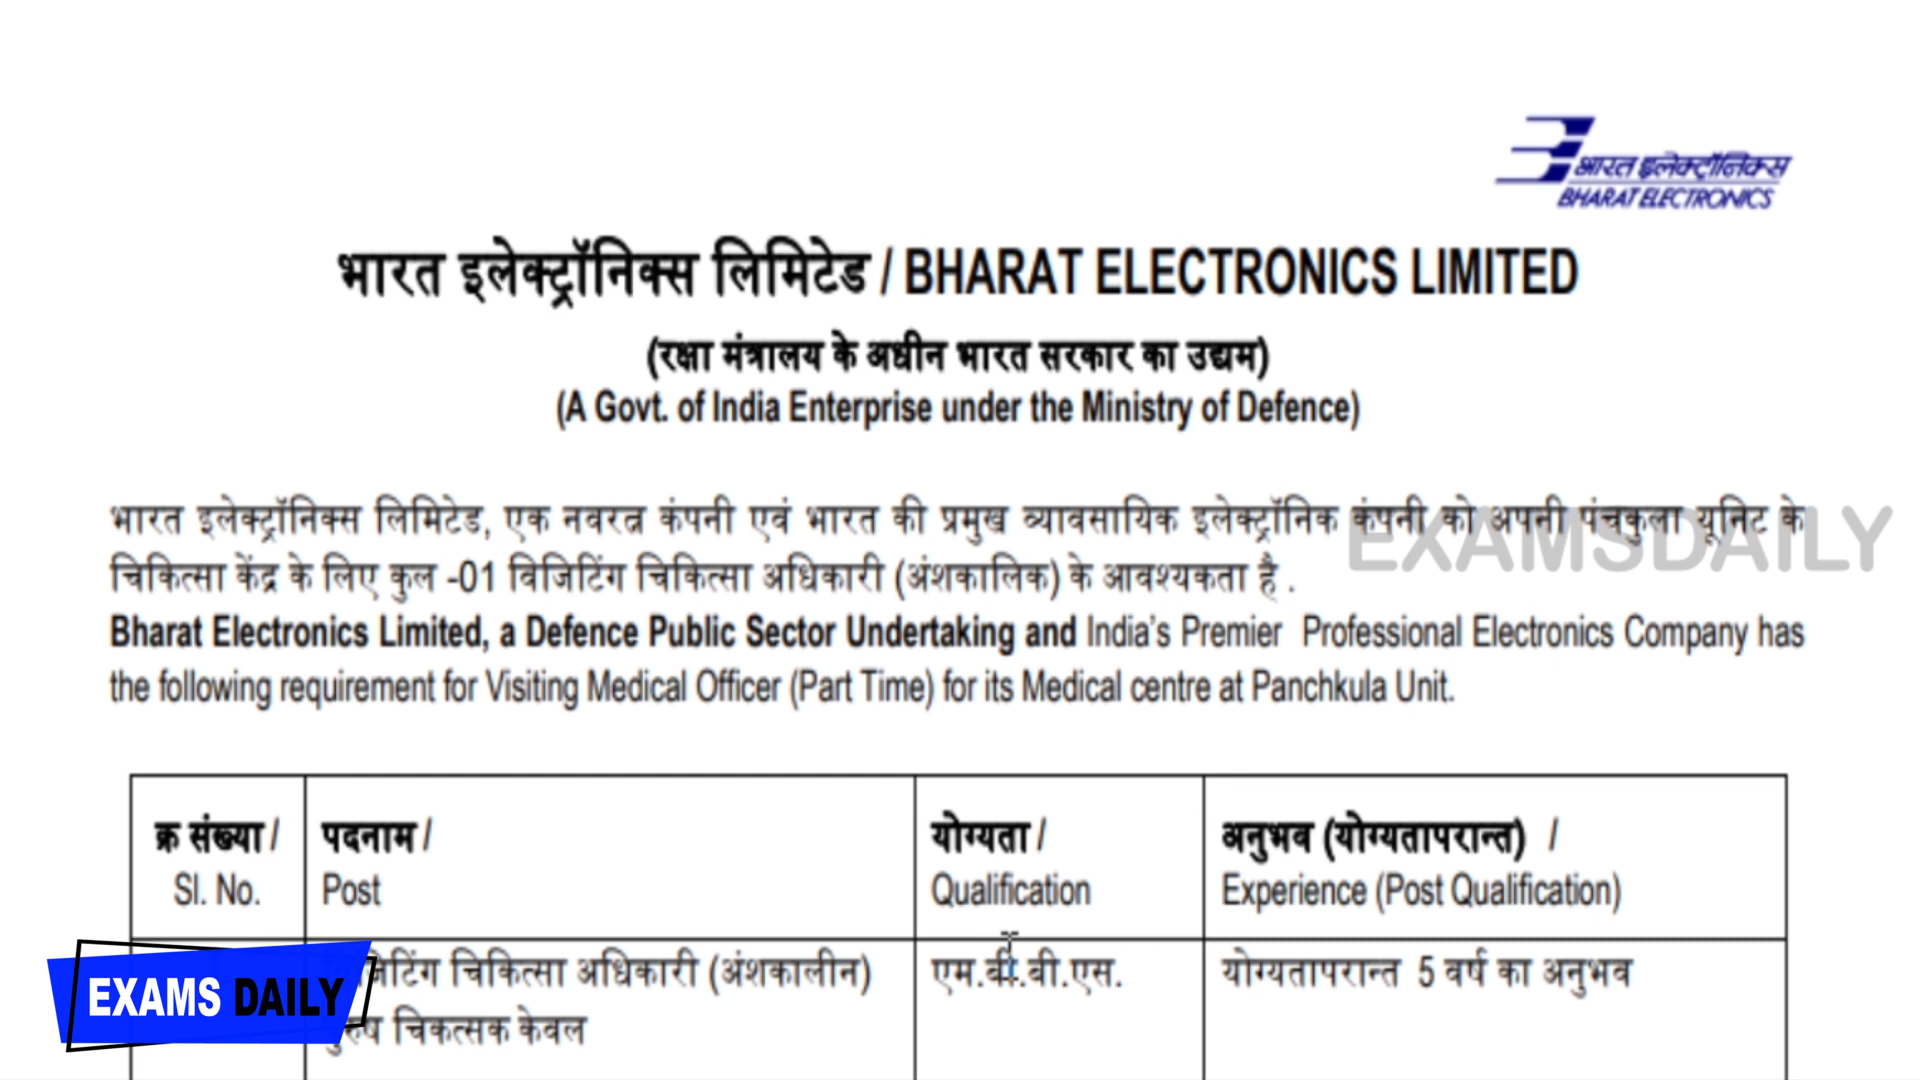 भारत इलेक्ट्रॉनिक्स
BHARAT ELECTRONICS
भारत इलेक्ट्रॉनिक्स लिमिटेड / BHARAT ELECTRONICS LIMITED
(रक्षा मंत्रालय के अधीन भारत सरकार का उद्यम)
(A Govt. of India Enterprise under the Ministry of Defence)
भारत इलेक्ट्रॉनिक्स लिमिटेड, एक नवरत्न कंपनी एवं भारत की प्रमुख व्यावसायिक इलेक्ट्रॉनिक कंपनी को अपनी पंचकुला यूनिट के
EXAMSDAILY
चिकित्सा केंद्र के लिए कुल -01 विजिटिंग चिकित्सा अधिकारी (अंशकालिक) के आवश्यकता है .
Bharat Electronics Limited, a Defence Public Sector Undertaking and India's Premier Professional Electronics Company has
the following requirement for Visiting Medical Officer (Part Time) for its Medical centre at Panchkula Unit.
क्र संख्या /
Sl. No.
पदनाम /
Post
योग्यता /
Qualification
अनुभव (योग्यतापरान्त) /
Experience (Post Qualification)
चिकित्सा अधिकारी (अंशकालीन)
चिकत्सक केवल
एम.बी.बी.एस.
योग्यतापरान्त 5 वर्ष का अनुभव
EXAMS DAILY